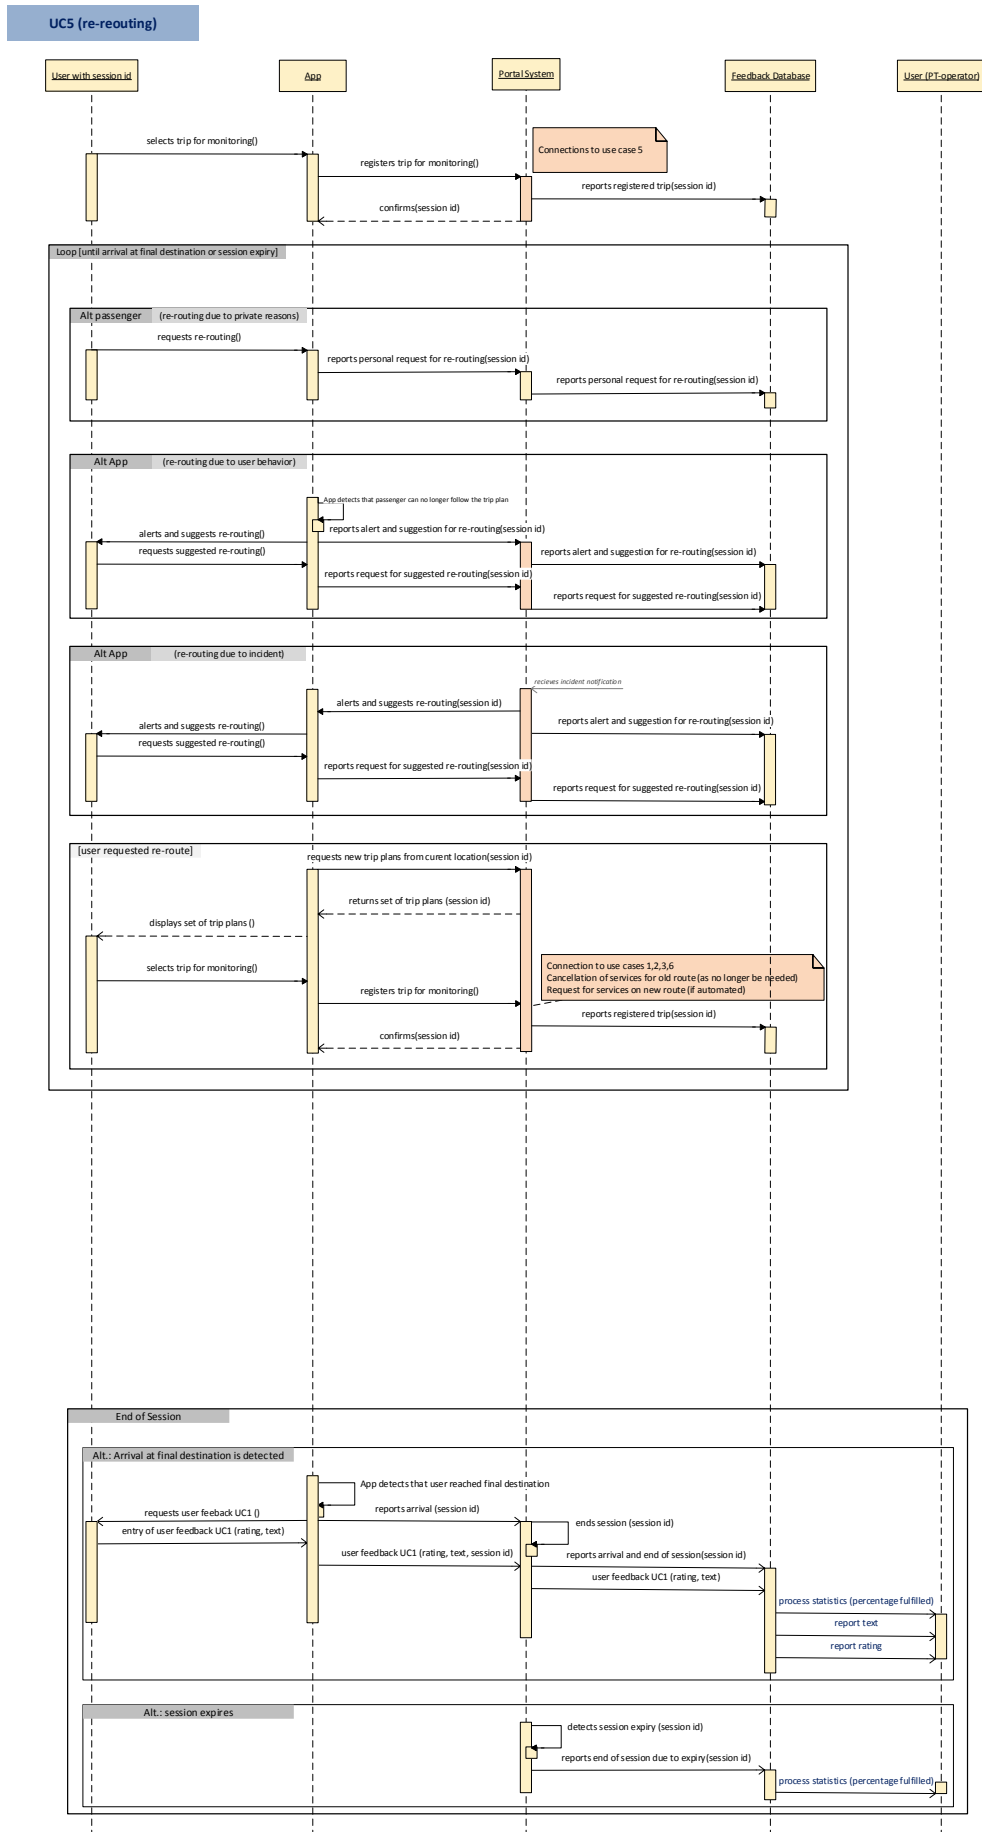 UC5 (re-reouting)
User with session id
App
Portal System
Feedback Database
User (PT-operator)
selects trip for monitoring()
Connections to use case 5
registers trip for monitoring()
reports registered trip(session id)
confirms(session id)
Loop [until arrival at final destination or session expiry]
Alt passenger (re-routing due to private reasons)
requests re-routing()
reports personal request for re-routing(session id)
reports personal request for re-routing(session id)
Alt App (re-routing due to user behavior)
App detects that passenger can no longer follow the trip plan
reports alert and suggestion for re-routing(session id)
alerts and suggests re-routing()
requests suggested re-routing()
reports alert and suggestion for re-routing(session id)
reports request for suggested re-routing(session id)
reports request for suggested re-routing(session id)
Alt App (re-routing due to incident)
recieves incident notification
alerts and suggests re-routing(session id)
reports alert and suggestion for re-routing(session id)
alerts and suggests re-routing()
requests suggested re-routing()
reports request for suggested re-routing(session id)
reports request for suggested re-routing(session id)
[user requested re-route]
requests new trip plans from curent location(session id)
returns set of trip plans (session id)
displays set of trip plans ()
selects trip for monitoring()
Connection to use cases 1,2,3,6
Cancellation of services for old route (as no longer be needed)
Request for services on new route (if automated)
registers trip for monitoring()
reports registered trip(session id)
confirms(session id)
End of Session
Alt.: Arrival at final destination is detected
App detects that user reached final destination
requests user feeback UC1 ()
reports arrival (session id)
ends session (session id)
entry of user feedback UC1 (rating, text)
user feedback UC1 (rating, text, session id)
reports arrival and end of session(session id)
user feedback UC1 (rating, text)
process statistics (percentage fulfilled)
report text
report rating
Alt.: session expires
detects session expiry (session id)
reports end of session due to expiry(session id)
process statistics (percentage fulfilled)